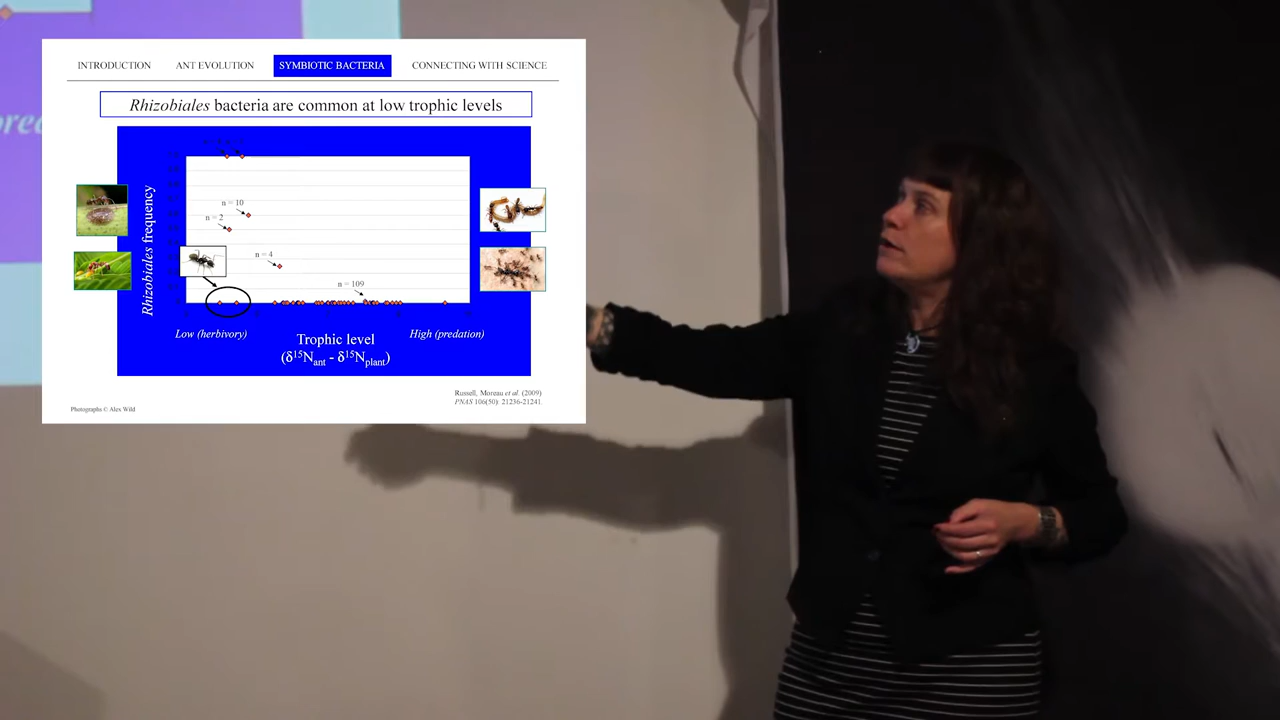 INTRODUCTION ANT EVOLUTION SYMBIOTIC BACTERIA CONNECTING WITH SCIENCE
Rhizobiales bacteria are common at low trophic levels
Rhizobiales frequency
n = 10
n = 2
n = 4
n = 109
Low (herbivory)
High (predation)
Trophic level
(δ¹⁵Nant - δ¹⁵Nplant)
Russell, Moreau et al. (2009)
PNAS 106(50): 21236-21241.
Photographs © Alex Wild